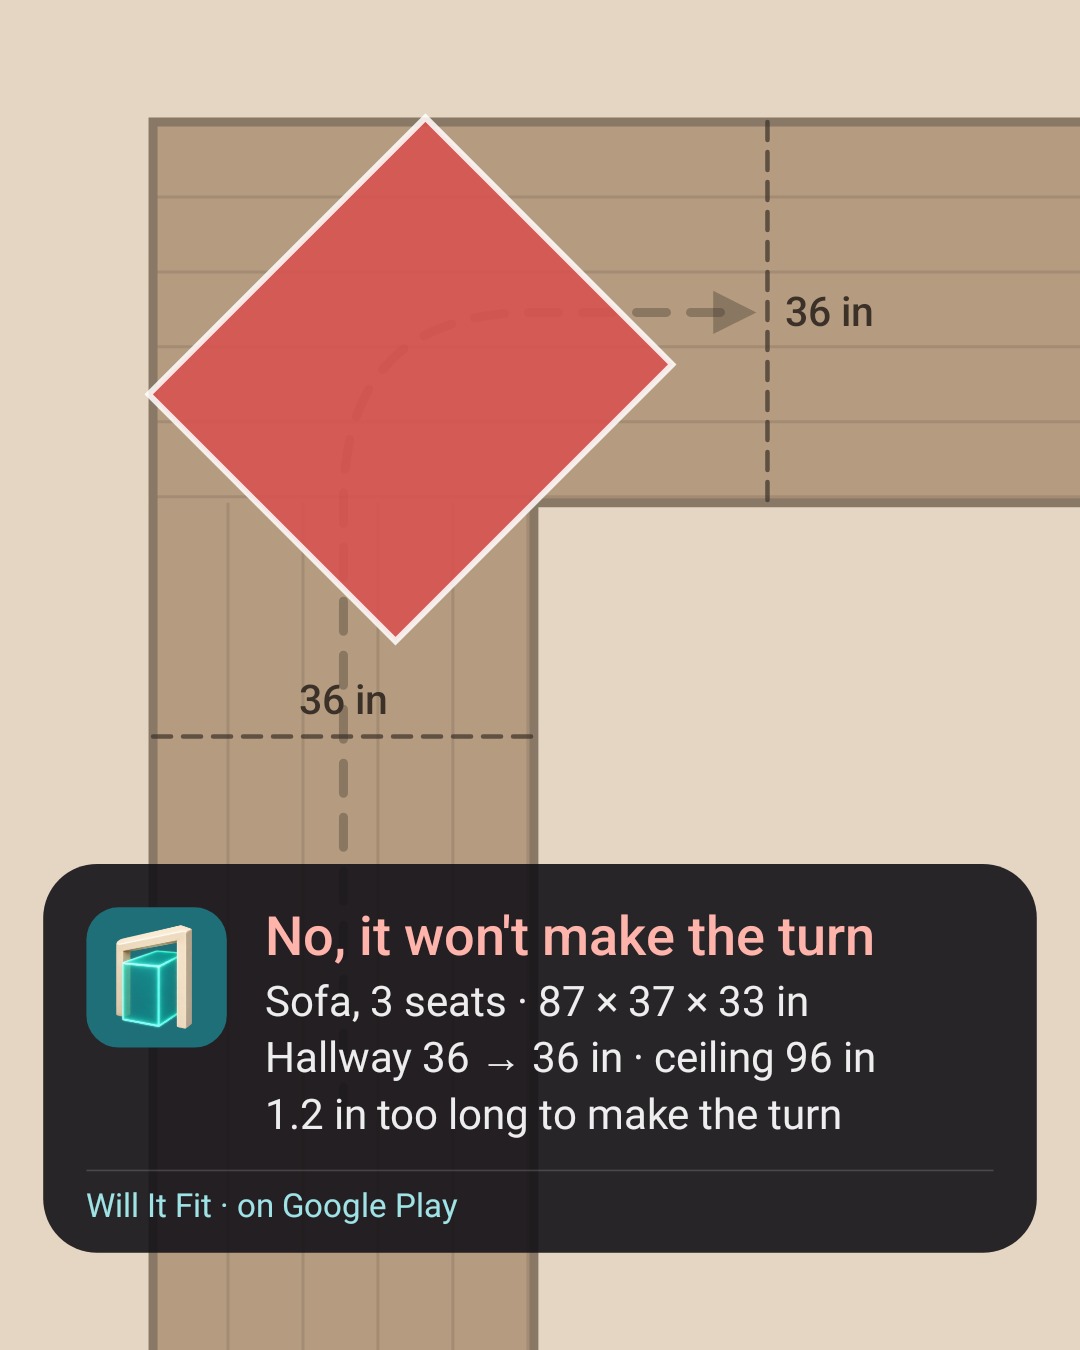 36 in
36 in
No, it won't make the turn
Sofa, 3 seats · 87 × 37 × 33 in
Hallway 36 → 36 in · ceiling 96 in
1.2 in too long to make the turn
Will It Fit · on Google Play